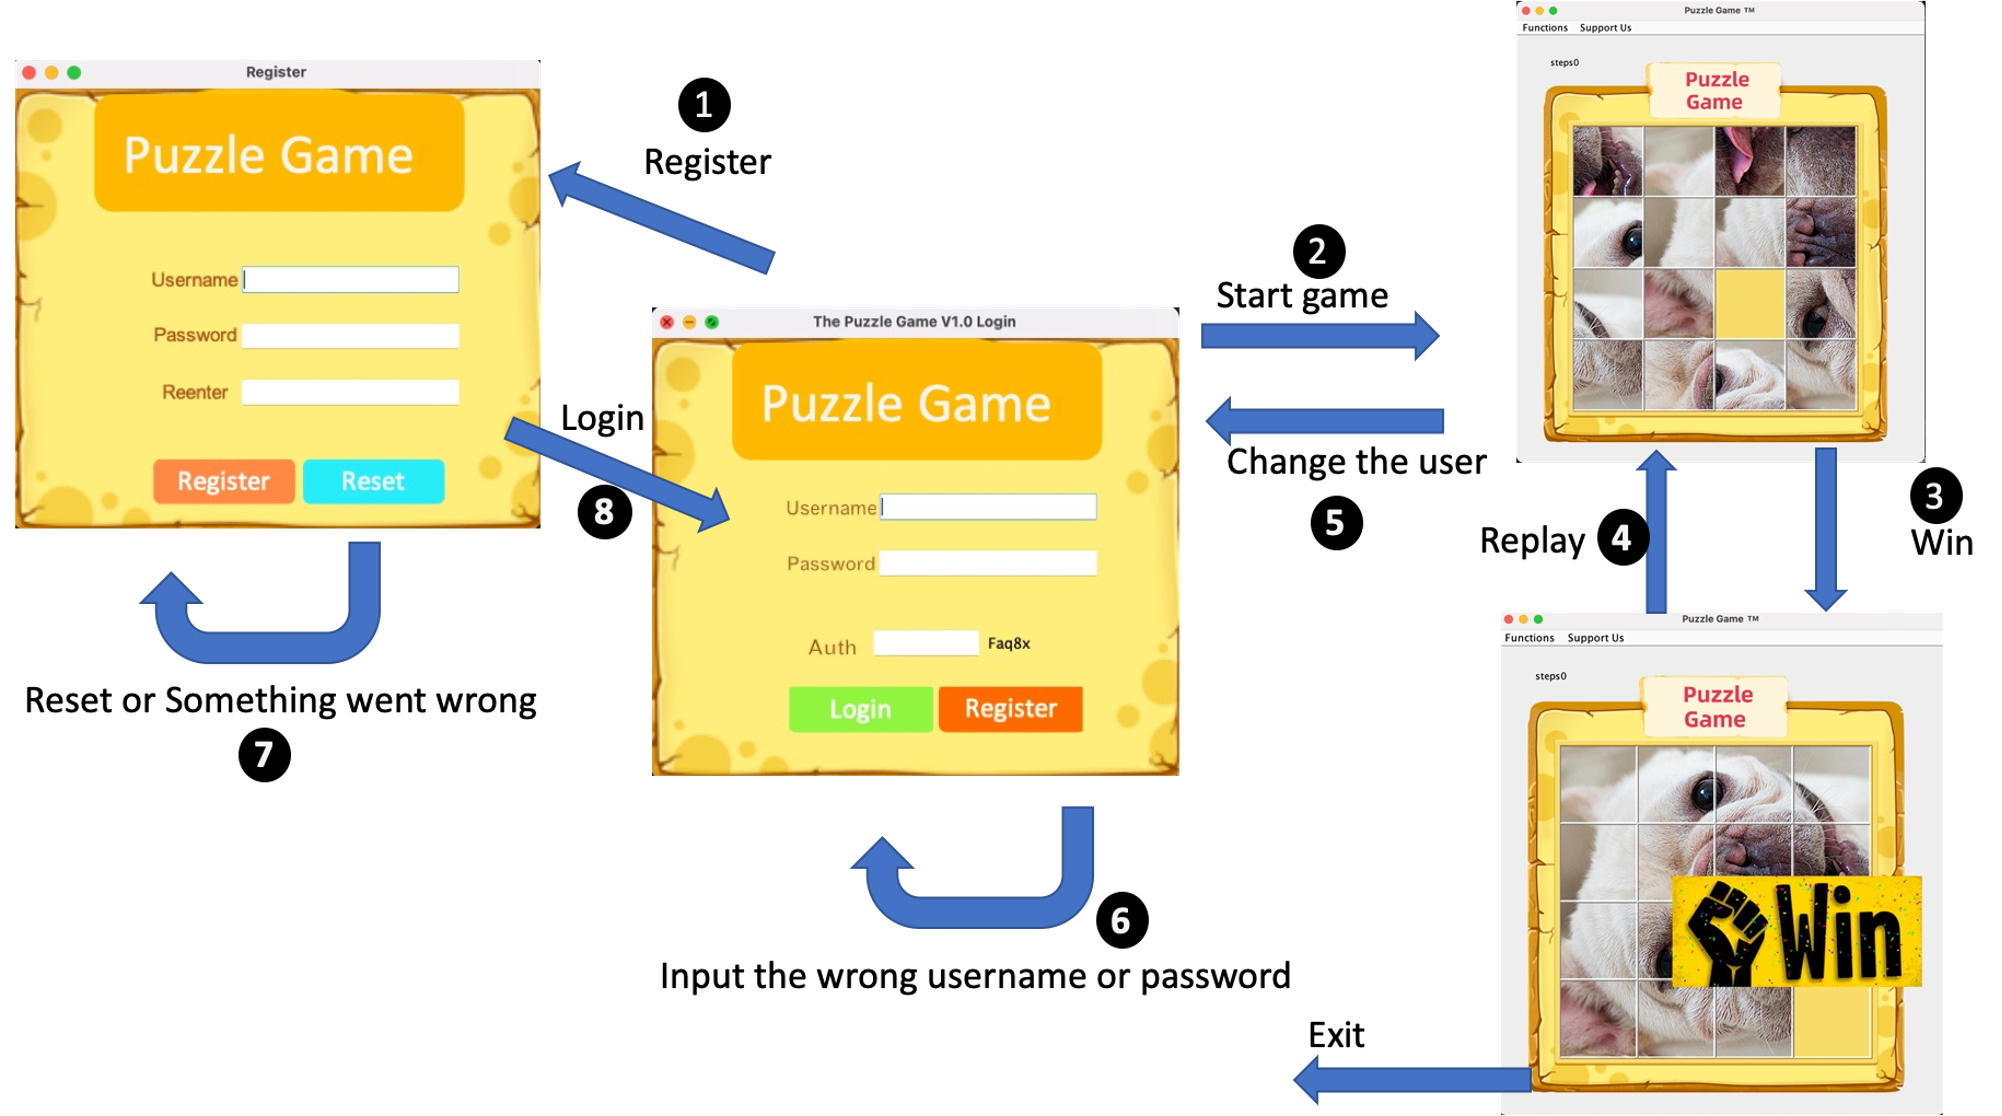 Register
Puzzle Game
Username
Password
Reenter
Register
Reset
1
Register
Login
8
7
Reset or Something went wrong
The Puzzle Game V1.0 Login
Puzzle Game
Username
Password
Auth
Faq8x
Login
Register
6
Input the wrong username or password
2
Start game
Change the user
5
Puzzle Game ™
Functions
Support Us
steps0
Puzzle
Game
3
Win
Replay
4
Puzzle Game ™
Functions
Support Us
steps0
Puzzle
Game
Win
Exit